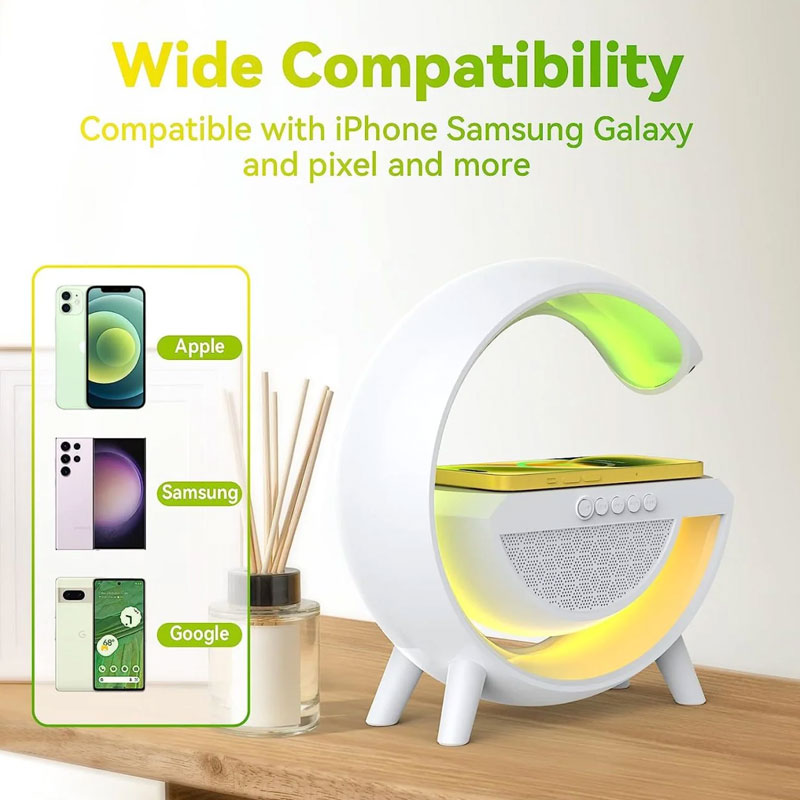 Wide Compatibility
Compatible with iPhone Samsung Galaxy
and pixel and more
Apple
Samsung
Google